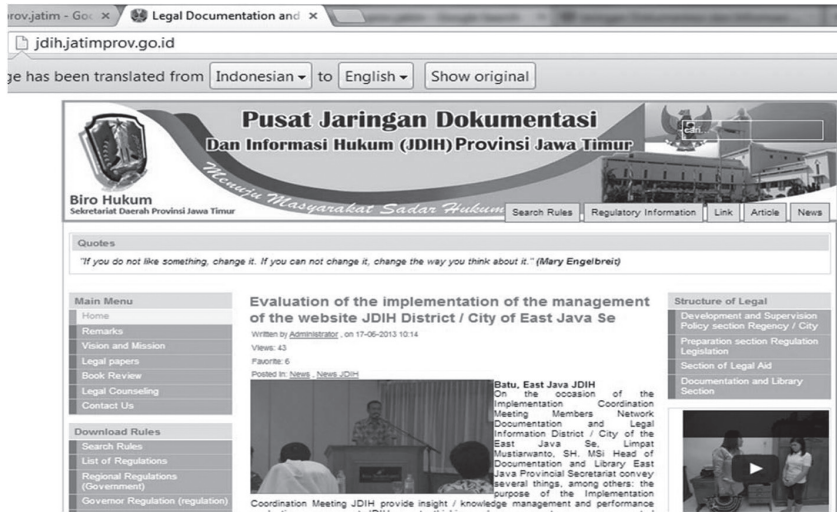 rov.jatim - Goo
Legal Documentation and
jdih.jatimprov.go.id
ge has been translated from Indonesian to English Show original
Pusat Jaringan Dokumentasi
Dan Informasi Hukum (JDIH) Provinsi Jawa Timur
cari...
Menuju Masyarakat Sadar Hukum
Biro Hukum
Sekretariat Daerah Provinsi Jawa Timur
Search Rules Regulatory Information Link Article News
Quotes
"If you do not like something, change it. If you can not change it, change the way you think about it." (Mary Engelbreit)
Main Menu
Home
Remarks
Vision and Mission
Legal papers
Book Review
Legal Counseling
Contact Us
Download Rules
Search Rules
List of Regulations
Regional Regulations
(Government)
Governor Regulation (regulation)
Evaluation of the implementation of the management
of the website JDIH District / City of East Java Se
Written by Administrator , on 17-06-2013 10:14
Views: 43
Favorite: 6
Posted in: News , News JDIH
Batu, East Java JDIH
On the occasion of the
Implementation Coordination
Meeting Members Network
Documentation and Legal
Information District / City of the
East Java Se, Limpat
Mustiarwanto, SH. MSi Head of
Documentation and Library East
Java Provincial Secretariat convey
several things, among others: the
purpose of the Implementation
Coordination Meeting JDIH provide insight / knowledge management and performance
Structure of Legal
Development and Supervision
Policy section Regency / City
Preparation section Regulation
Legislation
Section of Legal Aid
Documentation and Library
Section